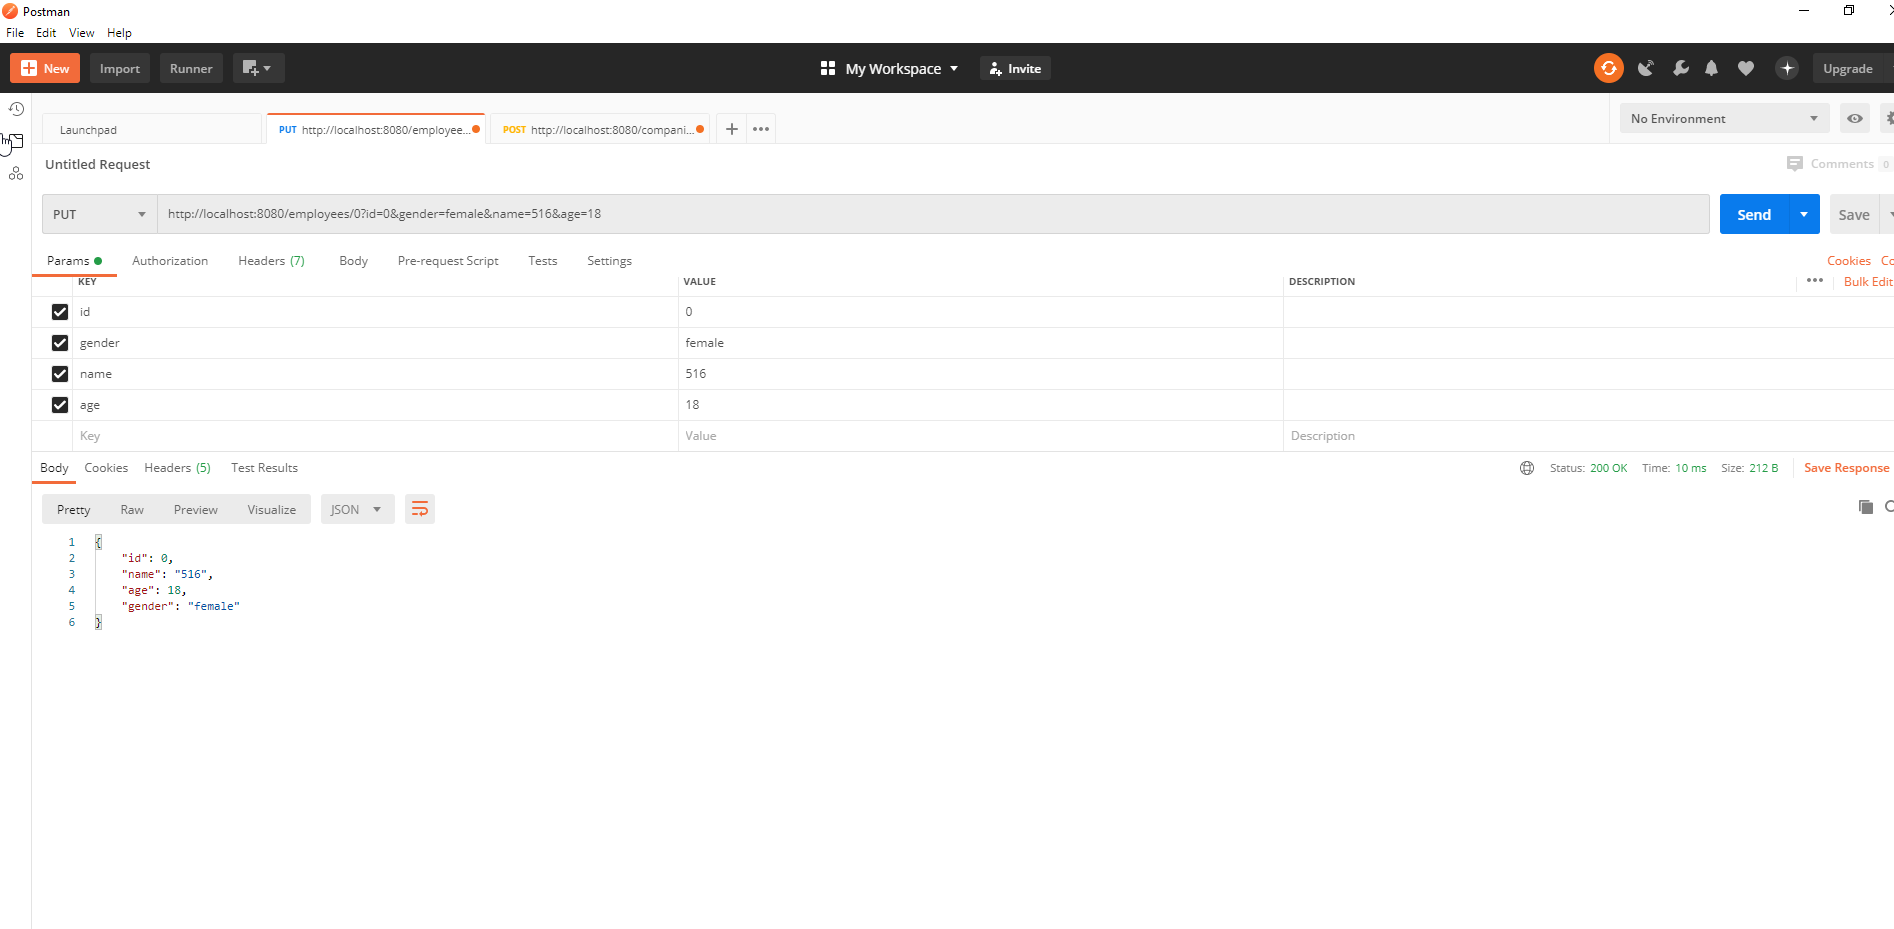 Postman
File Edit View Help
New Import Runner My Workspace Invite Upgrade
Launchpad PUT http://localhost:8080/employee... POST http://localhost:8080/compani... No Environment
Untitled Request Comments 0
PUT http://localhost:8080/employees/0?id=0&gender=female&name=516&age=18 Send Save
Params Authorization Headers (7) Body Pre-request Script Tests Settings Cookies Co
KEY VALUE DESCRIPTION Bulk Edit
id 0
gender female
name 516
age 18
Key Value Description
Body Cookies Headers (5) Test Results Status: 200 OK Time: 10 ms Size: 212 B Save Response
Pretty Raw Preview Visualize JSON
1 {
2 "id": 0,
3 "name": "516",
4 "age": 18,
5 "gender": "female"
6 }